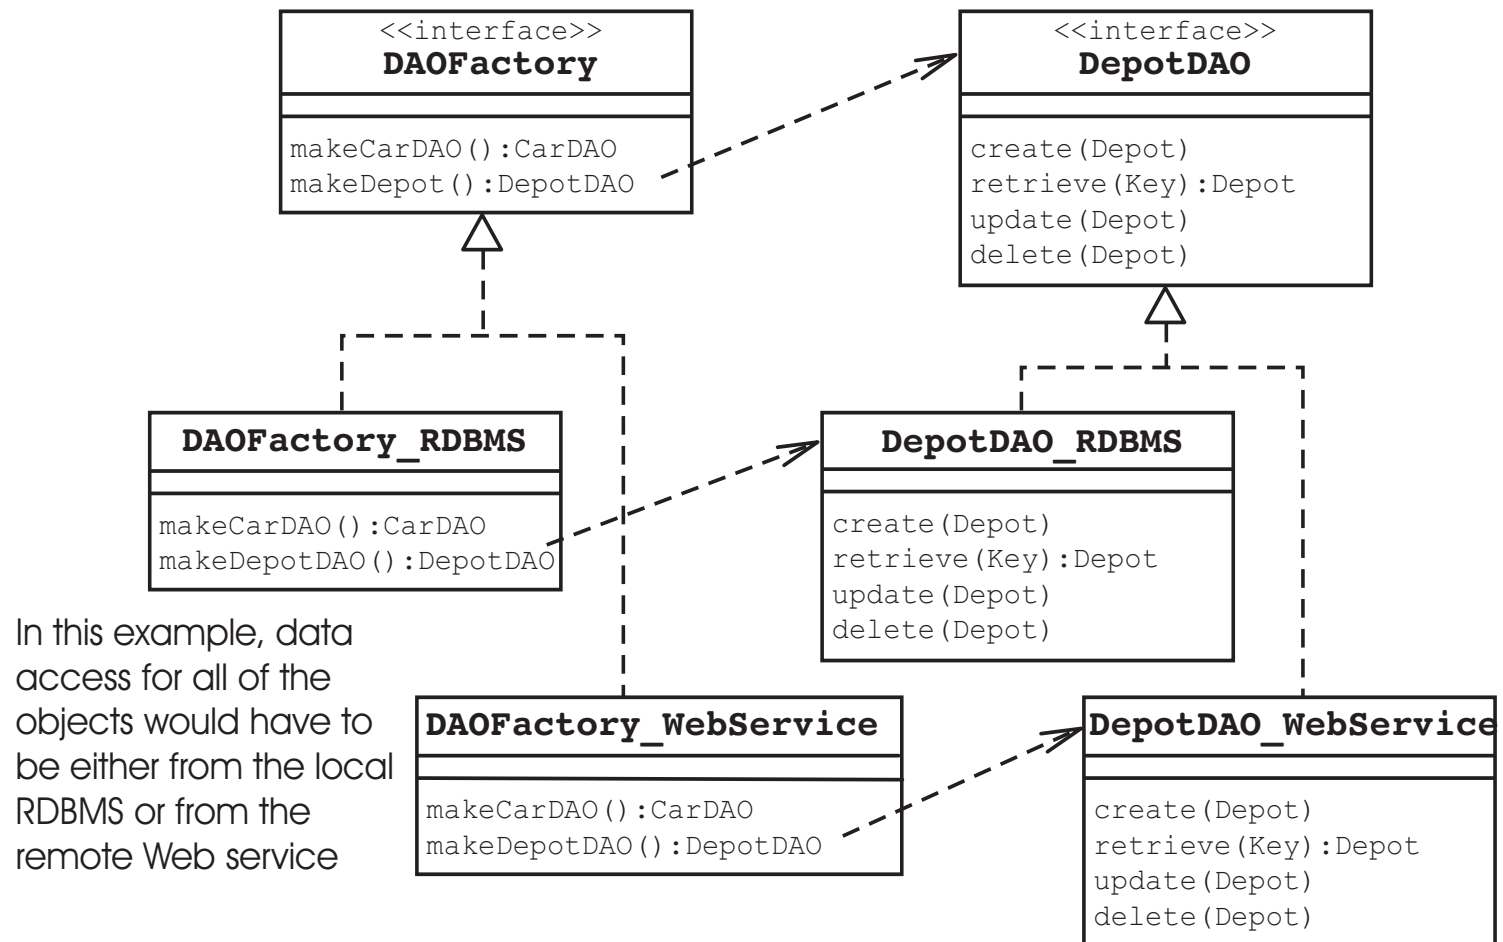 <<interface>>
DAOFactory
makeCarDAO():CarDAO
makeDepot():DepotDAO
<<interface>>
DepotDAO
create(Depot)
retrieve(Key):Depot
update(Depot)
delete(Depot)
DAOFactory_RDBMS
makeCarDAO():CarDAO
makeDepotDAO():DepotDAO
DepotDAO_RDBMS
create(Depot)
retrieve(Key):Depot
update(Depot)
delete(Depot)
In this example, data
access for all of the
objects would have to
be either from the local
RDBMS or from the
remote Web service
DAOFactory_WebService
makeCarDAO():CarDAO
makeDepotDAO():DepotDAO
DepotDAO_WebService
create(Depot)
retrieve(Key):Depot
update(Depot)
delete(Depot)